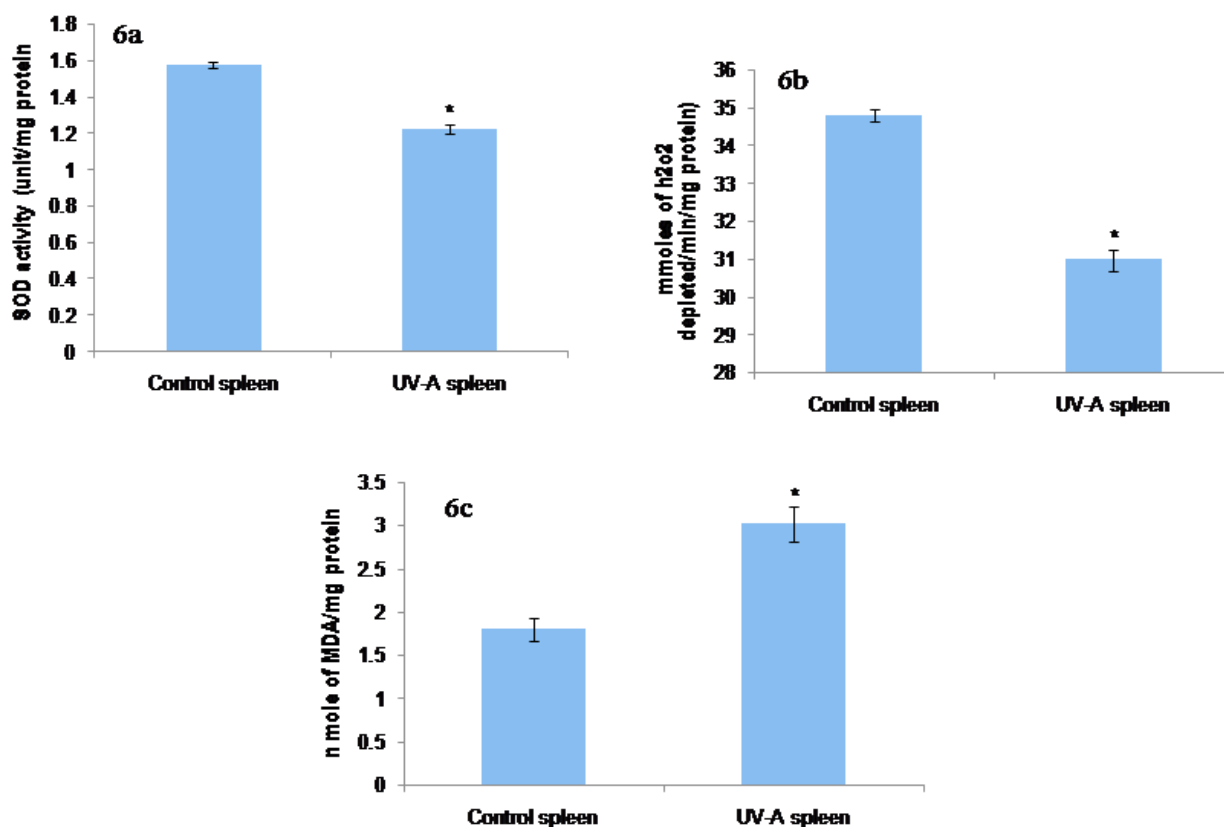 6a
SOD activity (unit/mg protein)
1.8
1.6
1.4
1.2
1
0.8
0.6
0.4
0.2
0
*
Control spleen
UV-A spleen
6b
mmoles of h2o2
depleted/min/mg protein)
36
35
34
33
32
31
30
29
28
*
Control spleen
UV-A spleen
6c
n mole of MDA/mg protein
3.5
3
2.5
2
1.5
1
0.5
0
*
Control spleen
UV-A spleen